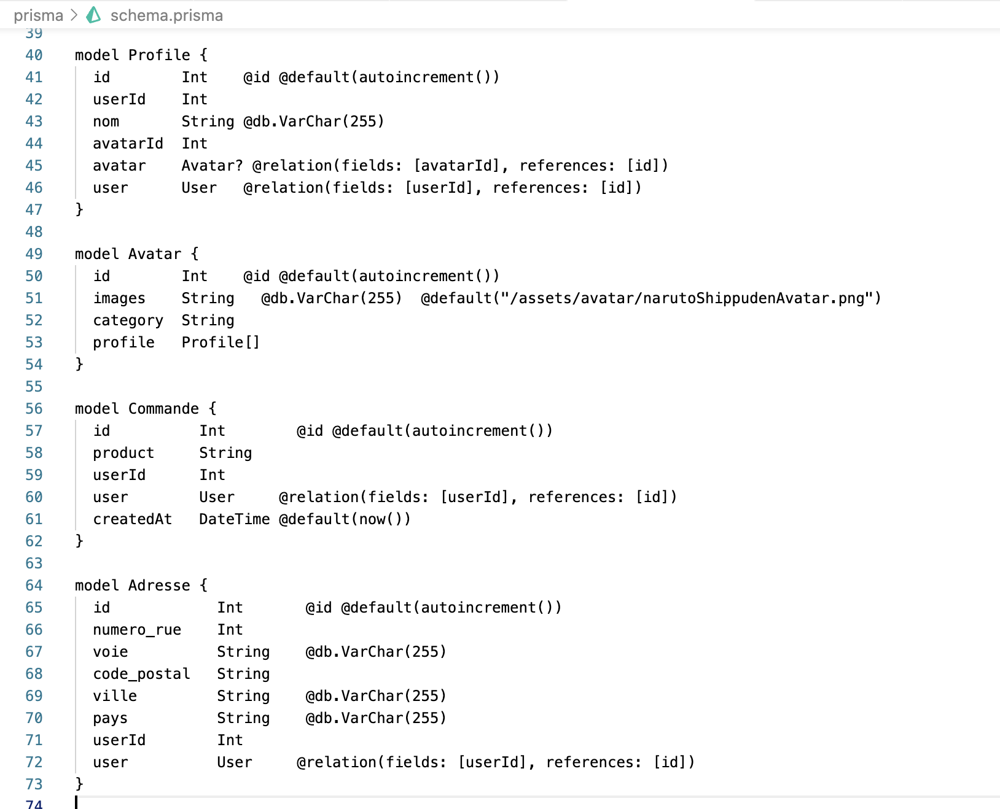 prisma > schema.prisma
39
40 model Profile {
41 id Int @id @default(autoincrement())
42 userId Int
43 nom String @db.VarChar(255)
44 avatarId Int
45 avatar Avatar? @relation(fields: [avatarId], references: [id])
46 user User @relation(fields: [userId], references: [id])
47 }
48
49 model Avatar {
50 id Int @id @default(autoincrement())
51 images String @db.VarChar(255) @default("/assets/avatar/narutoShippudenAvatar.png")
52 category String
53 profile Profile[]
54 }
55
56 model Commande {
57 id Int @id @default(autoincrement())
58 product String
59 userId Int
60 user User @relation(fields: [userId], references: [id])
61 createdAt DateTime @default(now())
62 }
63
64 model Adresse {
65 id Int @id @default(autoincrement())
66 numero_rue Int
67 voie String @db.VarChar(255)
68 code_postal String
69 ville String @db.VarChar(255)
70 pays String @db.VarChar(255)
71 userId Int
72 user User @relation(fields: [userId], references: [id])
73 }
74